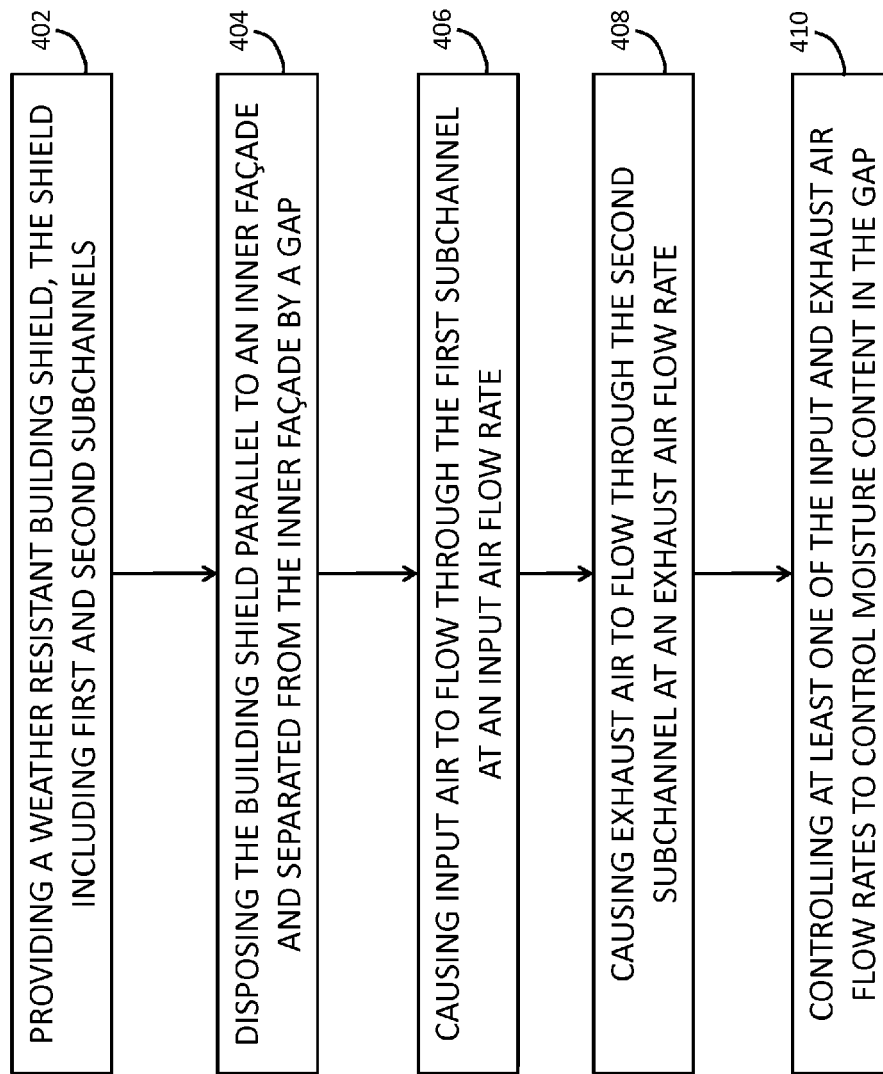 402
PROVIDING A WEATHER RESISTANT BUILDING SHIELD, THE SHIELD
INCLUDING FIRST AND SECOND SUBCHANNELS
404
DISPOSING THE BUILDING SHIELD PARALLEL TO AN INNER FAÇADE
AND SEPARATED FROM THE INNER FAÇADE BY A GAP
406
CAUSING INPUT AIR TO FLOW THROUGH THE FIRST SUBCHANNEL
AT AN INPUT AIR FLOW RATE
408
CAUSING EXHAUST AIR TO FLOW THROUGH THE SECOND
SUBCHANNEL AT AN EXHAUST AIR FLOW RATE
410
CONTROLLING AT LEAST ONE OF THE INPUT AND EXHAUST AIR
FLOW RATES TO CONTROL MOISTURE CONTENT IN THE GAP